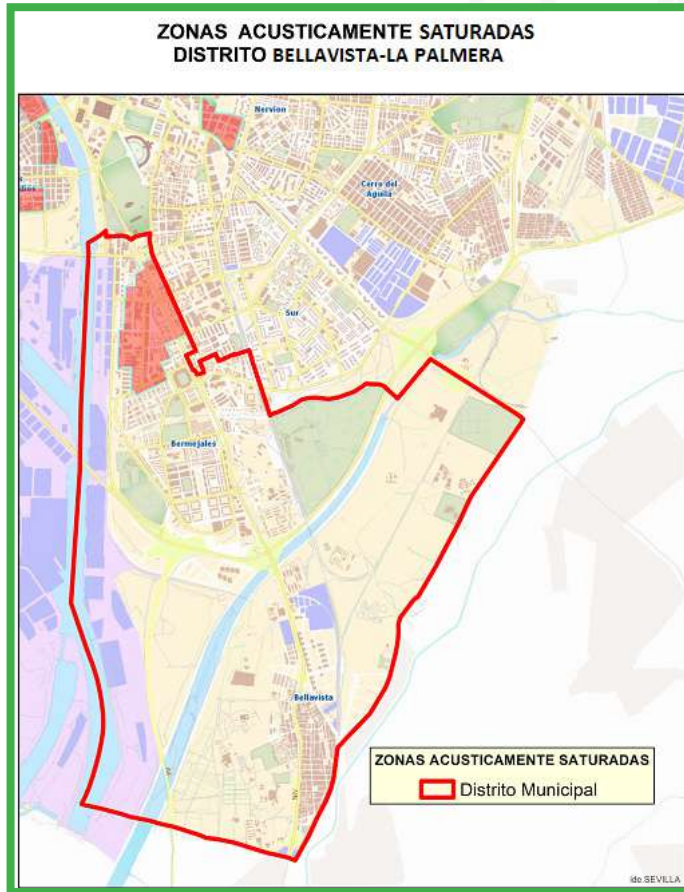 ZONAS ACUSTICAMENTE SATURADAS
DISTRITO BELLAVISTA-LA PALMERA
Nervion
Cerro del
Aguila
Sur
Bermejales
Bellavista
ZONAS ACUSTICAMENTE SATURADAS
Distrito Municipal
ide.SEVILLA